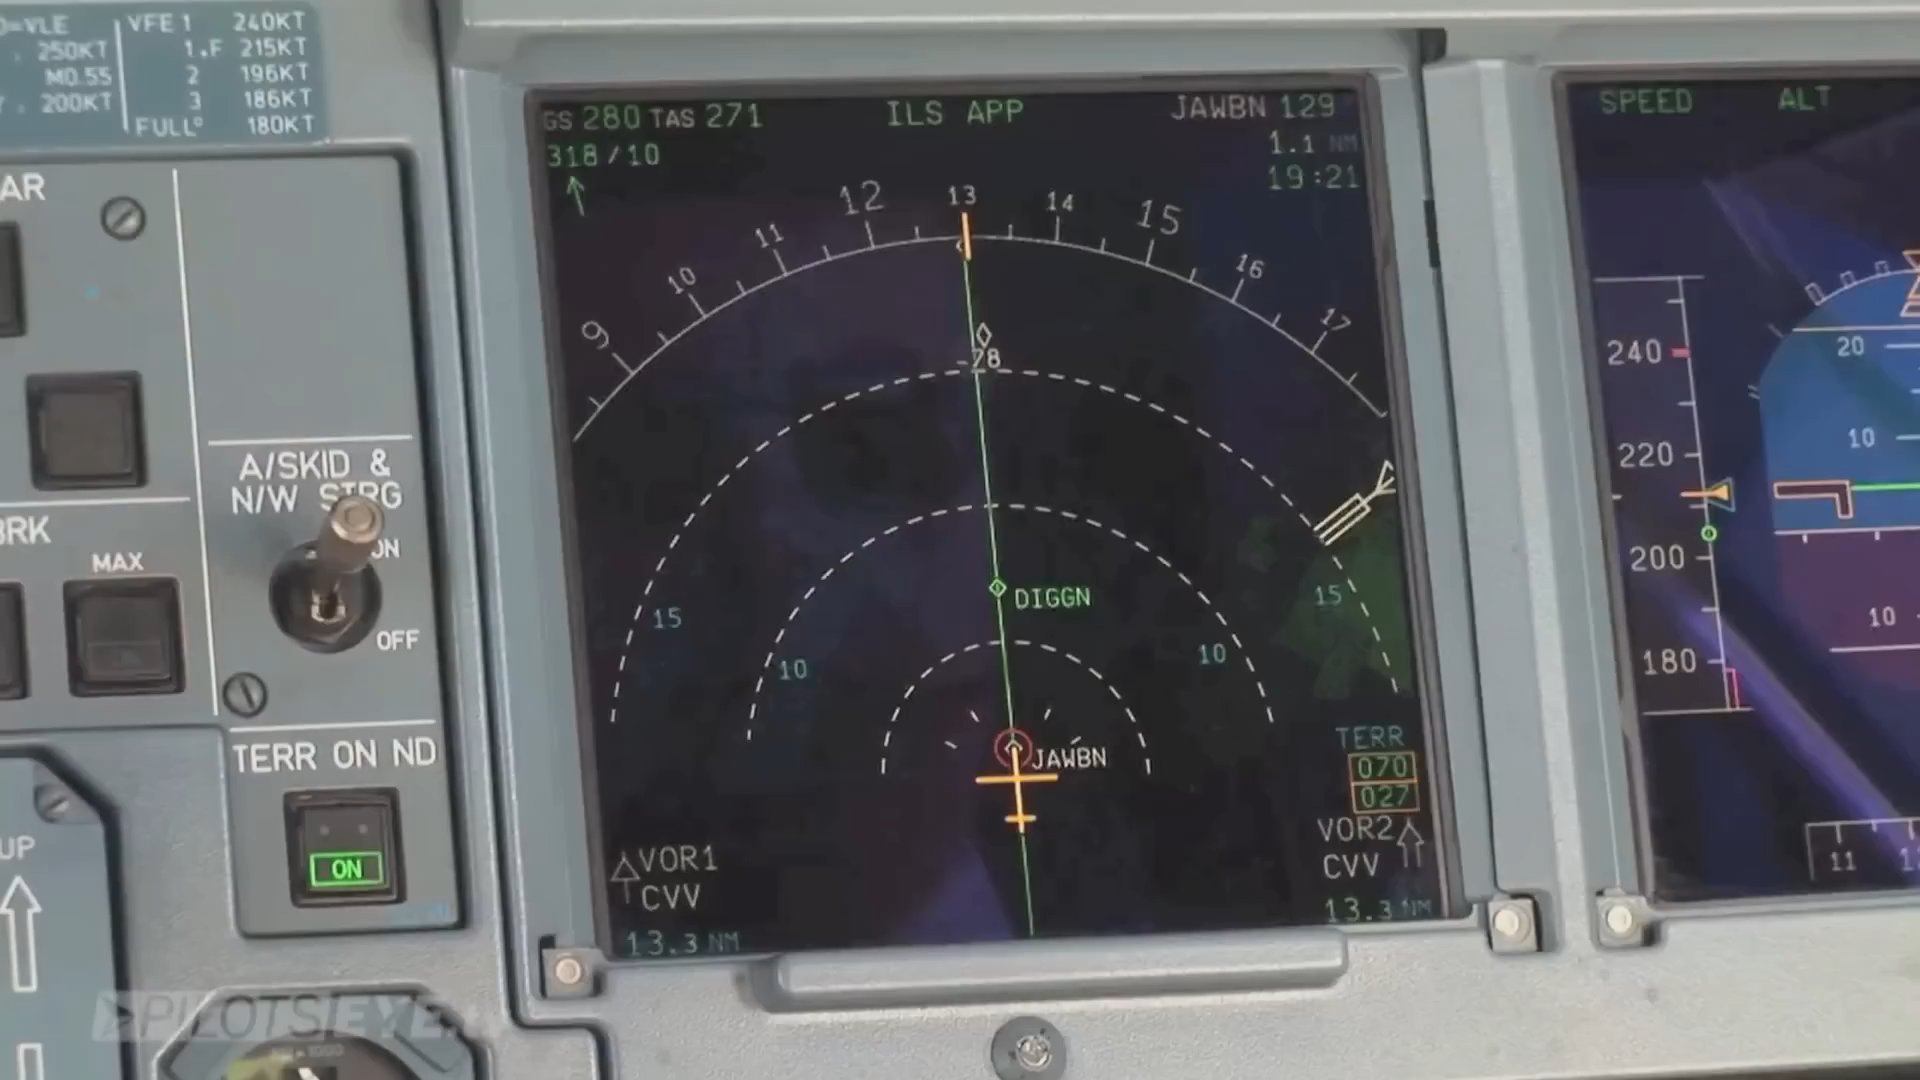 =VLE
250KT
M0.55
200KT
VFE 1 240KT
1.F 215KT
2 196KT
3 186KT
FULL 180KT
A/SKID &
N/W STRG
ON
OFF
MAX
TERR ON ND
ON
UP
GS 280 TAS 271
318/10
ILS APP
JAWBN 129
1.1 NM
19:21
9 10 11 12 13 14 15 16 17
-78
DIGGN
15 15
10 10
JAWBN
TERR
070
027
VOR1
CVV
13.3 NM
VOR2
CVV
13.3 NM
SPEED ALT
240
220
200
180
20
10
10
11
PILOTSEYE